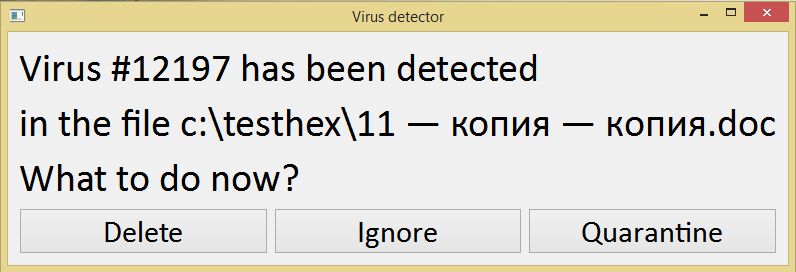 Virus detector
Virus #12197 has been detected
in the file c:\testhex\11 — копия — копия.doc
What to do now?
Delete Ignore Quarantine